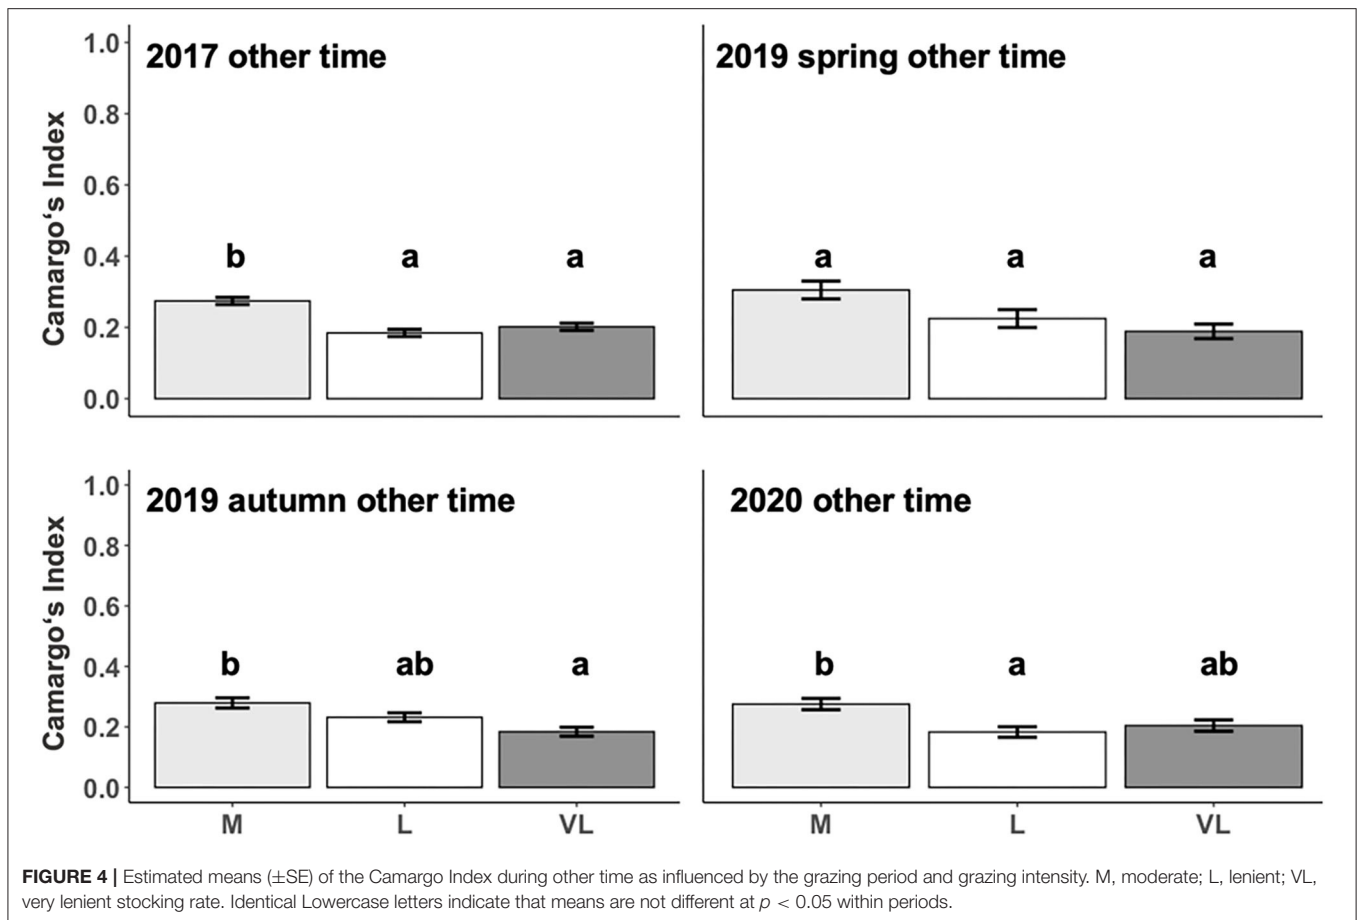 2017 other time
2019 spring other time
Camargo‘s Index
1.0
0.8
0.6
0.4
0.2
0.0
b
a
a
a
a
a
2019 autumn other time
2020 other time
Camargo‘s Index
1.0
0.8
0.6
0.4
0.2
0.0
b
ab
a
b
a
ab
M
L
VL
M
L
VL
FIGURE 4 | Estimated means (±SE) of the Camargo Index during other time as influenced by the grazing period and grazing intensity. M, moderate; L, lenient; VL,
very lenient stocking rate. Identical Lowercase letters indicate that means are not different at p < 0.05 within periods.